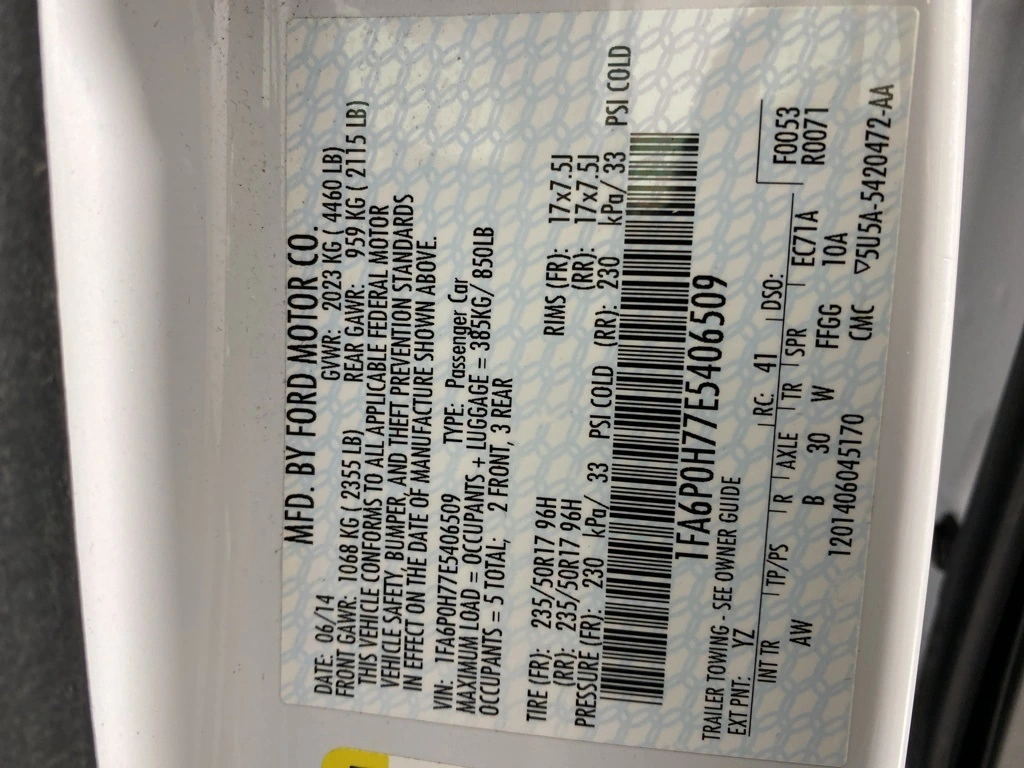 MFD. BY FORD MOTOR CO.
DATE: 06/14 GVWR: 2023 KG ( 4460 LB)
FRONT GAWR: 1068 KG ( 2355 LB) REAR GAWR: 959 KG ( 2115 LB)
THIS VEHICLE CONFORMS TO ALL APPLICABLE FEDERAL MOTOR
VEHICLE SAFETY, BUMPER, AND THEFT PREVENTION STANDARDS
IN EFFECT ON THE DATE OF MANUFACTURE SHOWN ABOVE.
VIN: 1FA6P0H77E5406509 TYPE: Passenger Car
MAXIMUM LOAD = OCCUPANTS + LUGGAGE = 385KG/ 850LB
OCCUPANTS = 5 TOTAL; 2 FRONT, 3 REAR
TIRE (FR): 235/50R17 96H RIMS (FR): 17x7.5J
(RR): 235/50R17 96H (RR): 17x7.5J
PRESSURE (FR): 230 kPa/ 33 PSI COLD (RR): 230 kPa/ 33 PSI COLD
1FA6P0H77E5406509
TRAILER TOWING - SEE OWNER GUIDE
EXT PNT: YZ RC: 41 DSO: F0053
INT TR TP/PS R AXLE TR SPR EC71A R0071
AW B 30 W FFGG 10A
1201406045170 CMC ▽5U5A-5420472-AA